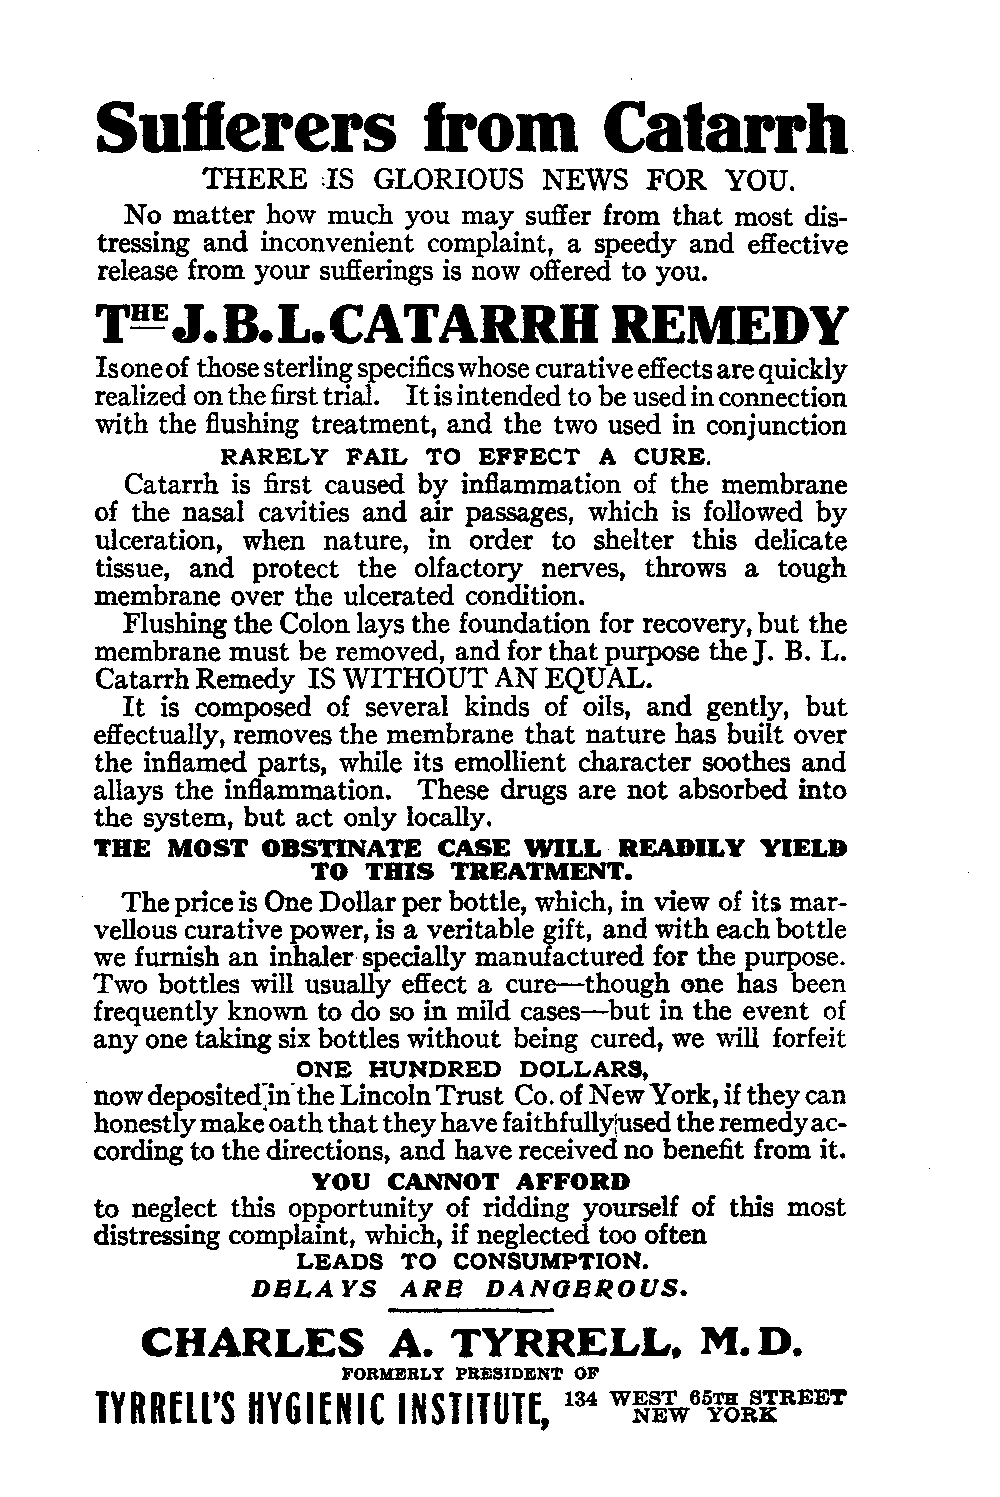 Sufferers from Catarrh
THERE IS GLORIOUS NEWS FOR YOU.
No matter how much you may suffer from that most dis-
tressing and inconvenient complaint, a speedy and effective
release from your sufferings is now offered to you.
THE J. B. L. CATARRH REMEDY
Is one of those sterling specifics whose curative effects are quickly
realized on the first trial. It is intended to be used in connection
with the flushing treatment, and the two used in conjunction
RARELY FAIL TO EFFECT A CURE.
Catarrh is first caused by inflammation of the membrane
of the nasal cavities and air passages, which is followed by
ulceration, when nature, in order to shelter this delicate
tissue, and protect the olfactory nerves, throws a tough
membrane over the ulcerated condition.
Flushing the Colon lays the foundation for recovery, but the
membrane must be removed, and for that purpose the J. B. L.
Catarrh Remedy IS WITHOUT AN EQUAL.
It is composed of several kinds of oils, and gently, but
effectually, removes the membrane that nature has built over
the inflamed parts, while its emollient character soothes and
allays the inflammation. These drugs are not absorbed into
the system, but act only locally.
THE MOST OBSTINATE CASE WILL READILY YIELD
TO THIS TREATMENT.
The price is One Dollar per bottle, which, in view of its mar-
vellous curative power, is a veritable gift, and with each bottle
we furnish an inhaler specially manufactured for the purpose.
Two bottles will usually effect a cure—though one has been
frequently known to do so in mild cases—but in the event of
any one taking six bottles without being cured, we will forfeit
ONE HUNDRED DOLLARS,
now deposited in the Lincoln Trust Co. of New York, if they can
honestly make oath that they have faithfully used the remedy ac-
cording to the directions, and have received no benefit from it.
YOU CANNOT AFFORD
to neglect this opportunity of ridding yourself of this most
distressing complaint, which, if neglected too often
LEADS TO CONSUMPTION.
DELAYS ARE DANGEROUS.
CHARLES A. TYRRELL, M. D.
FORMERLY PRESIDENT OF
TYRRELL'S HYGIENIC INSTITUTE, 134 WEST 65TH STREET
NEW YORK